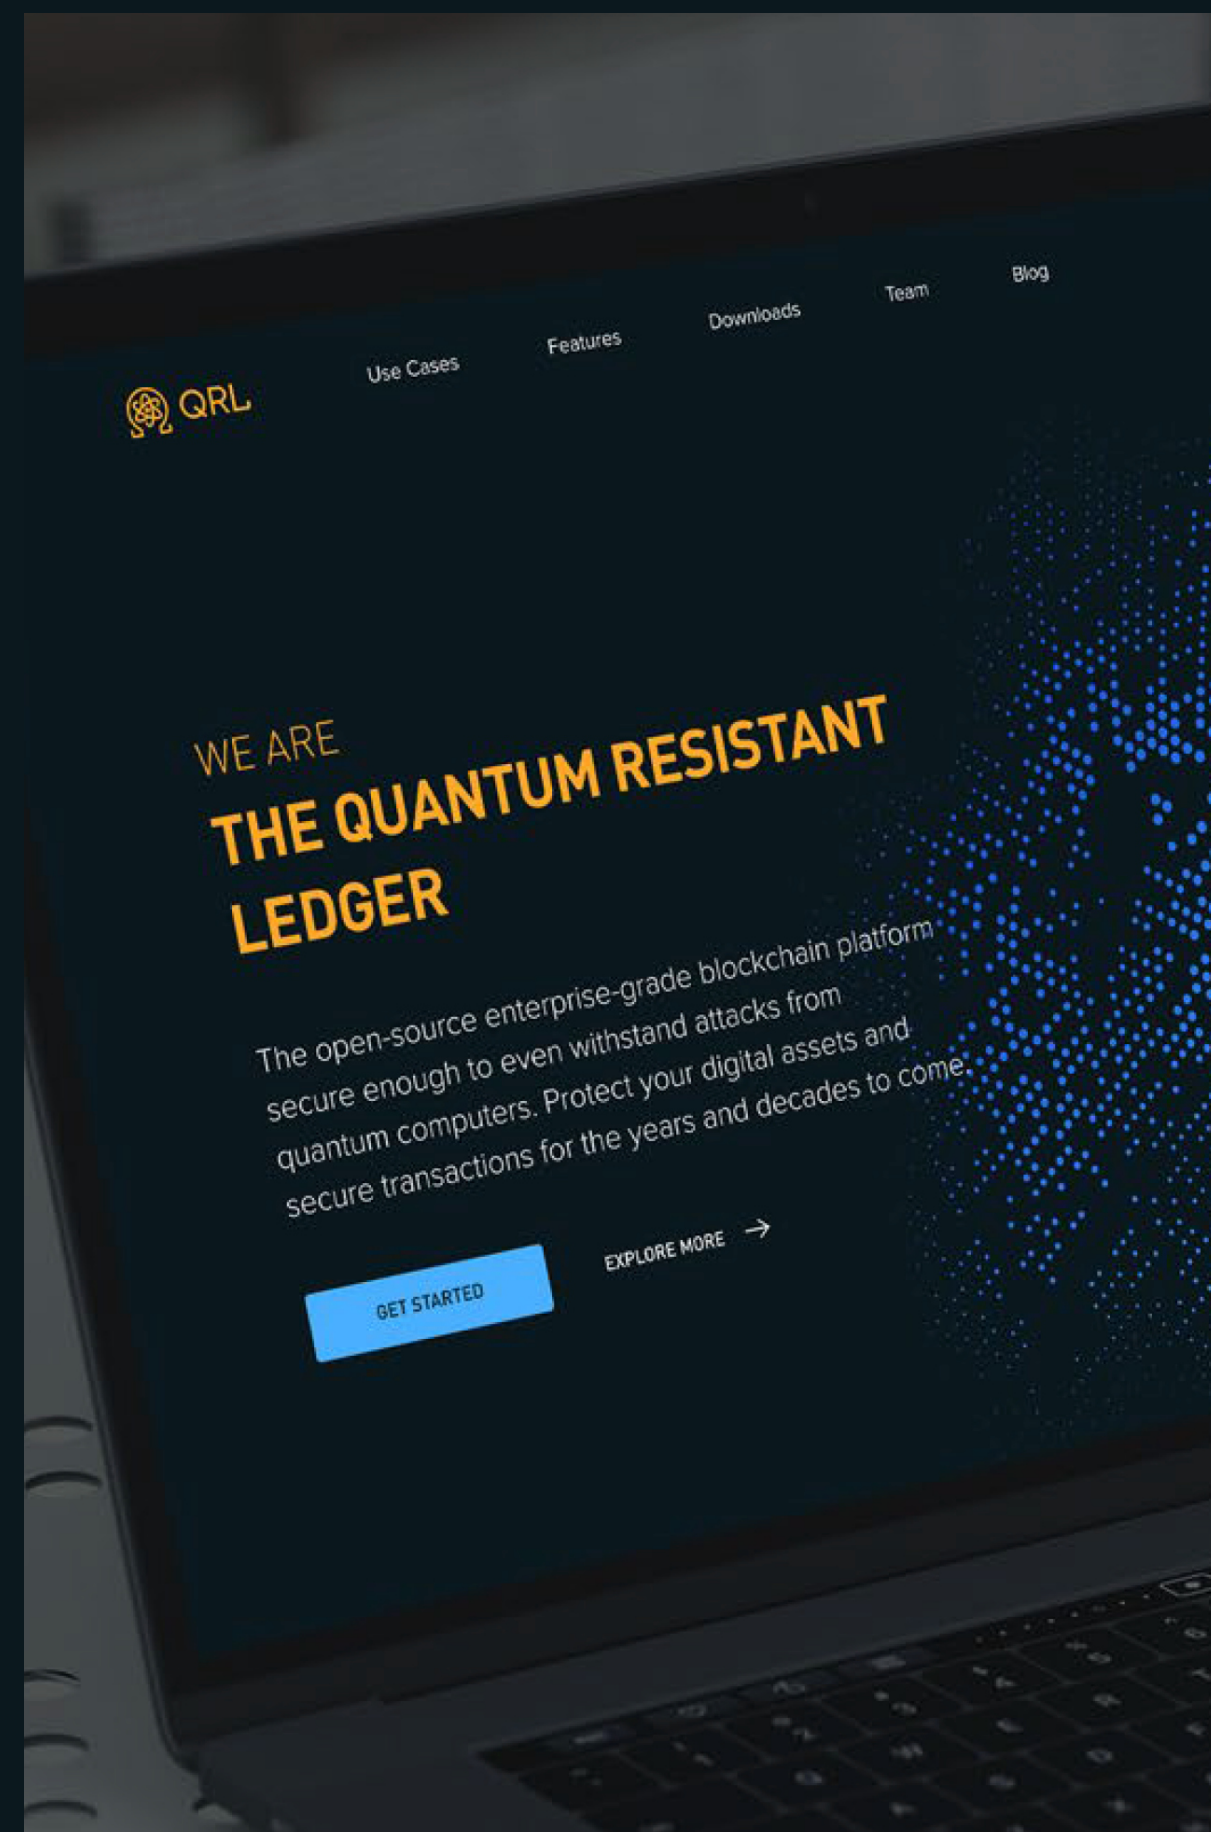 QRL
Use Cases
Features
Downloads
Team
Blog
WE ARE
THE QUANTUM RESISTANT
LEDGER
The open-source enterprise-grade blockchain platform
secure enough to even withstand attacks from
quantum computers. Protect your digital assets and
secure transactions for the years and decades to come.
GET STARTED
EXPLORE MORE